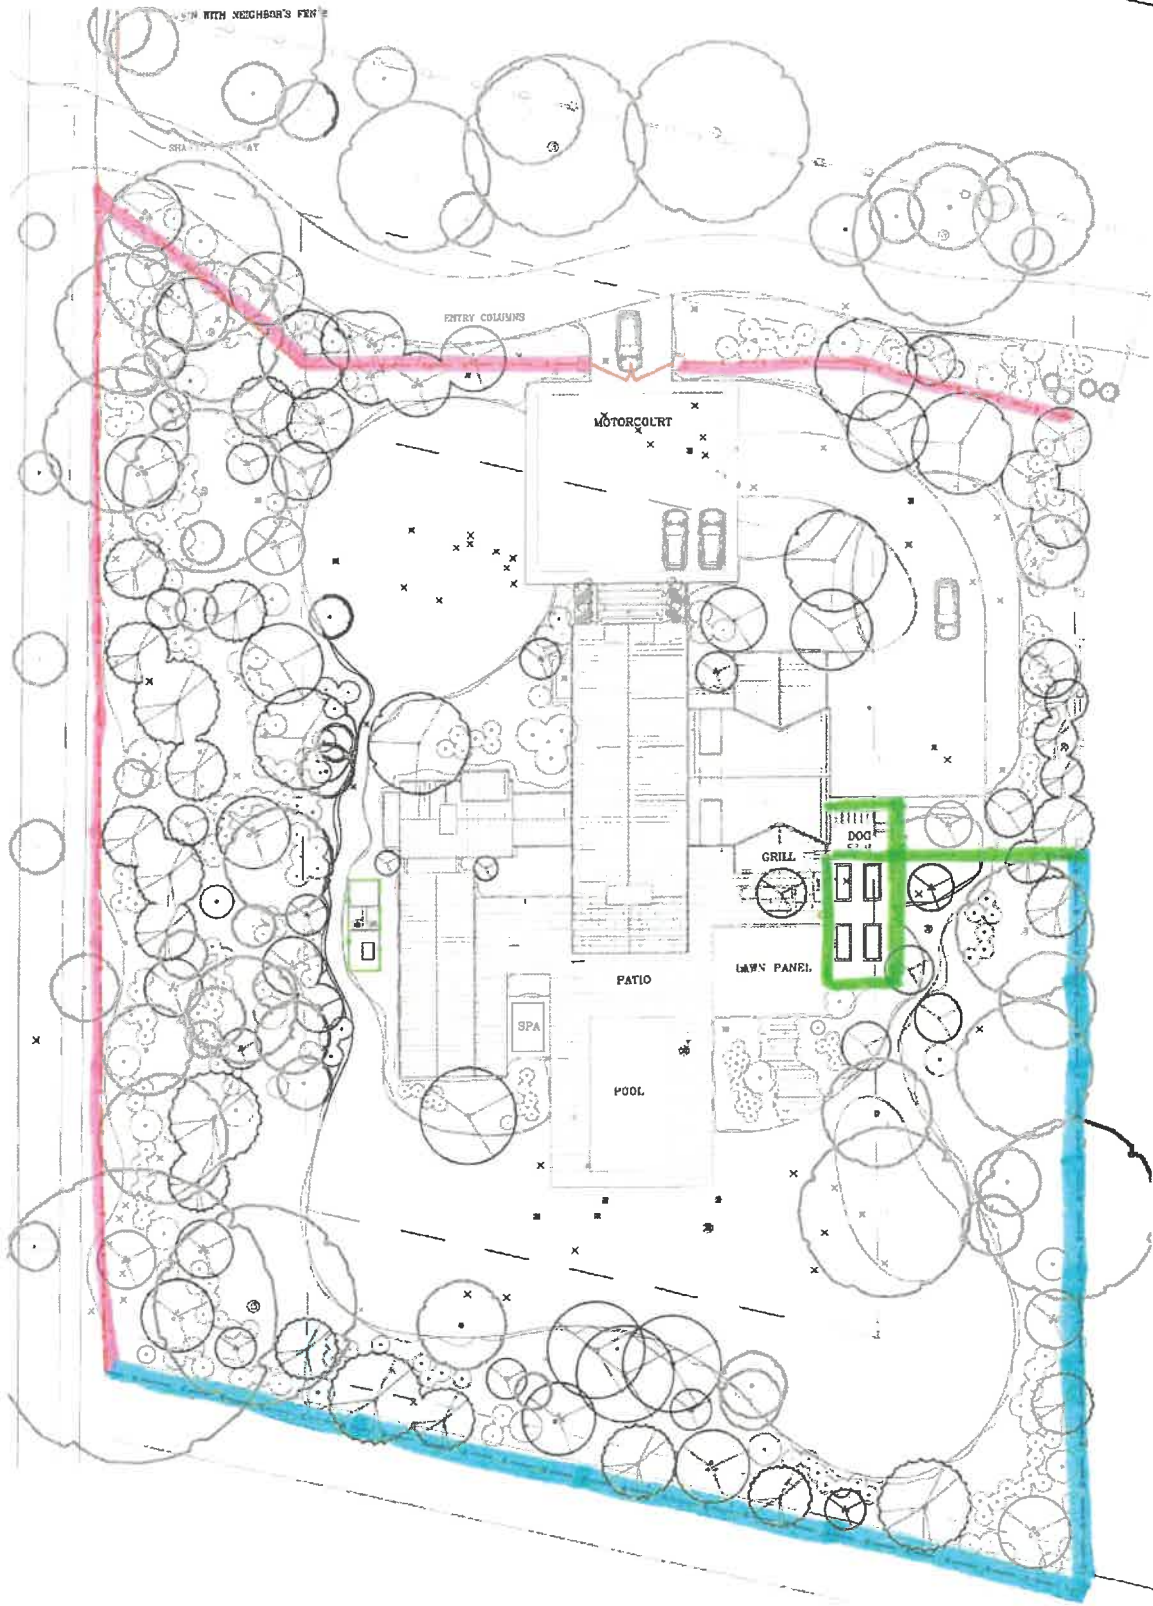 WITH NEIGHBOR'S FEN
ENTRY COLUMNS
MOTORCOURT
DOG
GRILL
LAWN PANEL
PATIO
SPA
POOL